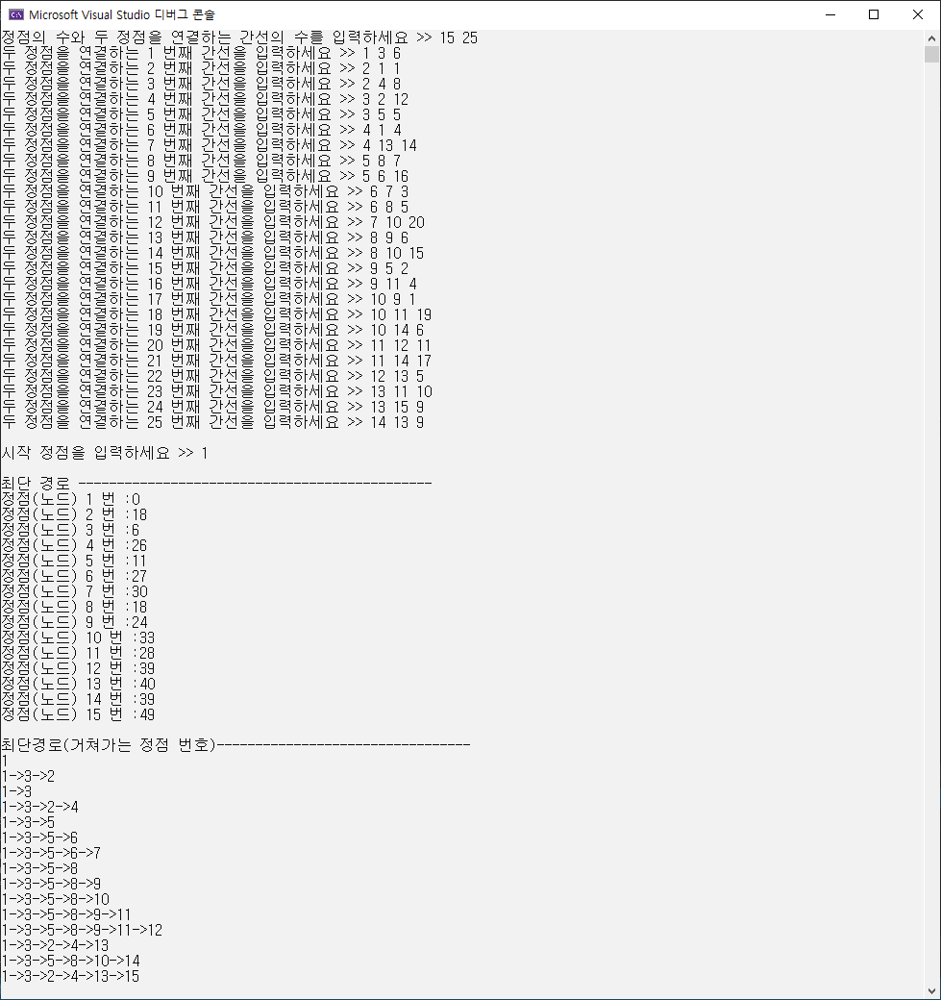 Microsoft Visual Studio 디버그 콘솔
정점의 수와 두 정점을 연결하는 간선의 수를 입력하세요 >> 15 25
두 정점을 연결하는 1 번째 간선을 입력하세요 >> 1 3 6
두 정점을 연결하는 2 번째 간선을 입력하세요 >> 2 1 1
두 정점을 연결하는 3 번째 간선을 입력하세요 >> 2 4 8
두 정점을 연결하는 4 번째 간선을 입력하세요 >> 3 2 12
두 정점을 연결하는 5 번째 간선을 입력하세요 >> 3 5 5
두 정점을 연결하는 6 번째 간선을 입력하세요 >> 4 1 4
두 정점을 연결하는 7 번째 간선을 입력하세요 >> 4 13 14
두 정점을 연결하는 8 번째 간선을 입력하세요 >> 5 8 7
두 정점을 연결하는 9 번째 간선을 입력하세요 >> 5 6 16
두 정점을 연결하는 10 번째 간선을 입력하세요 >> 6 7 3
두 정점을 연결하는 11 번째 간선을 입력하세요 >> 6 8 5
두 정점을 연결하는 12 번째 간선을 입력하세요 >> 7 10 20
두 정점을 연결하는 13 번째 간선을 입력하세요 >> 8 9 6
두 정점을 연결하는 14 번째 간선을 입력하세요 >> 8 10 15
두 정점을 연결하는 15 번째 간선을 입력하세요 >> 9 5 2
두 정점을 연결하는 16 번째 간선을 입력하세요 >> 9 11 4
두 정점을 연결하는 17 번째 간선을 입력하세요 >> 10 9 1
두 정점을 연결하는 18 번째 간선을 입력하세요 >> 10 11 19
두 정점을 연결하는 19 번째 간선을 입력하세요 >> 10 14 6
두 정점을 연결하는 20 번째 간선을 입력하세요 >> 11 12 11
두 정점을 연결하는 21 번째 간선을 입력하세요 >> 11 14 17
두 정점을 연결하는 22 번째 간선을 입력하세요 >> 12 13 5
두 정점을 연결하는 23 번째 간선을 입력하세요 >> 13 11 10
두 정점을 연결하는 24 번째 간선을 입력하세요 >> 13 15 9
두 정점을 연결하는 25 번째 간선을 입력하세요 >> 14 13 9
시작 정점을 입력하세요 >> 1
최단 경로 ----------------------------------------------
정점(노드) 1 번 :0
정점(노드) 2 번 :18
정점(노드) 3 번 :6
정점(노드) 4 번 :26
정점(노드) 5 번 :11
정점(노드) 6 번 :27
정점(노드) 7 번 :30
정점(노드) 8 번 :18
정점(노드) 9 번 :24
정점(노드) 10 번 :33
정점(노드) 11 번 :28
정점(노드) 12 번 :39
정점(노드) 13 번 :40
정점(노드) 14 번 :39
정점(노드) 15 번 :49
최단경로(거쳐가는 정점 번호)---------------------------------
1
1->3->2
1->3
1->3->2->4
1->3->5
1->3->5->6
1->3->5->6->7
1->3->5->8
1->3->5->8->9
1->3->5->8->10
1->3->5->8->9->11
1->3->5->8->9->11->12
1->3->2->4->13
1->3->5->8->10->14
1->3->2->4->13->15